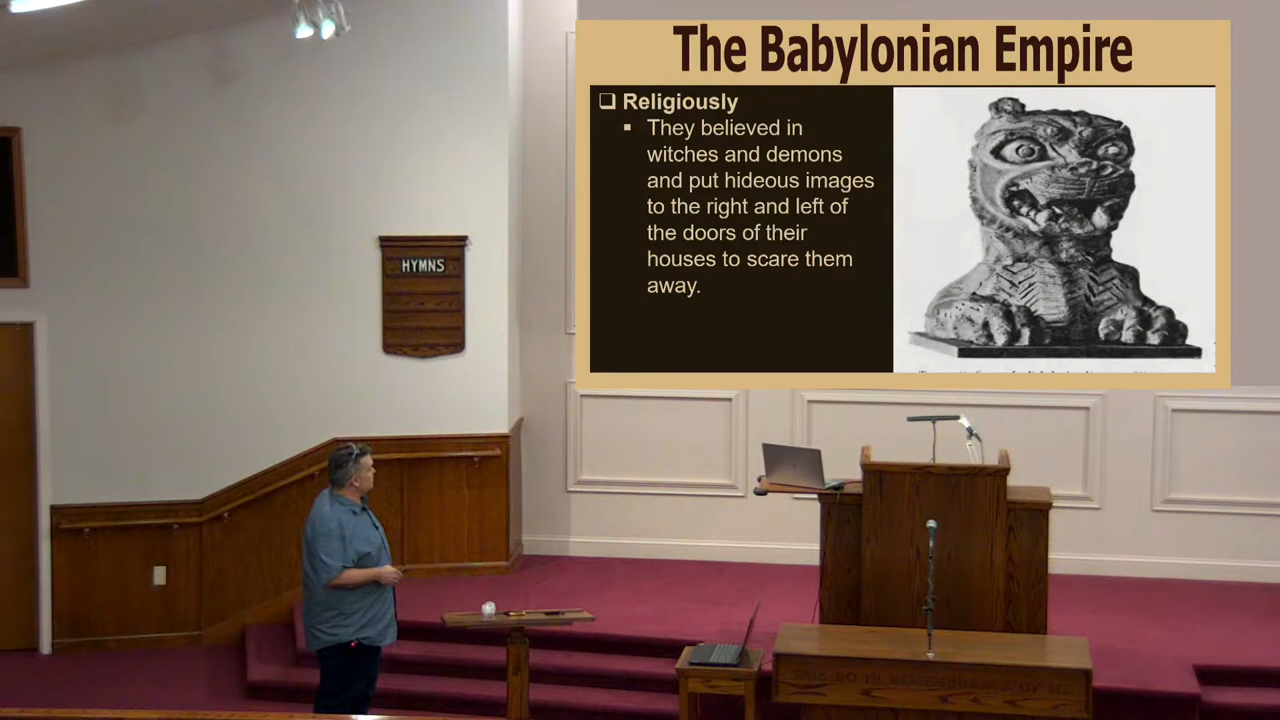 The Babylonian Empire
❑ Religiously
▪ They believed in
witches and demons
and put hideous images
to the right and left of
the doors of their
houses to scare them
away.
HYMNS